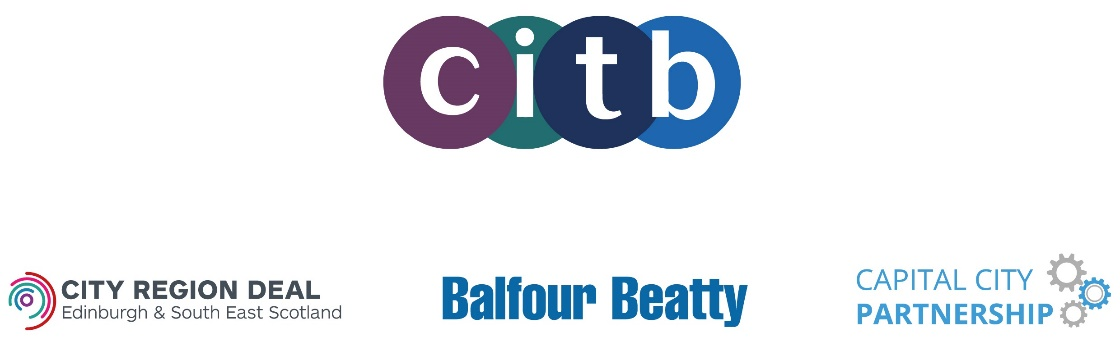 citb
CITY REGION DEAL
Edinburgh & South East Scotland
Balfour Beatty
CAPITAL CITY
PARTNERSHIP